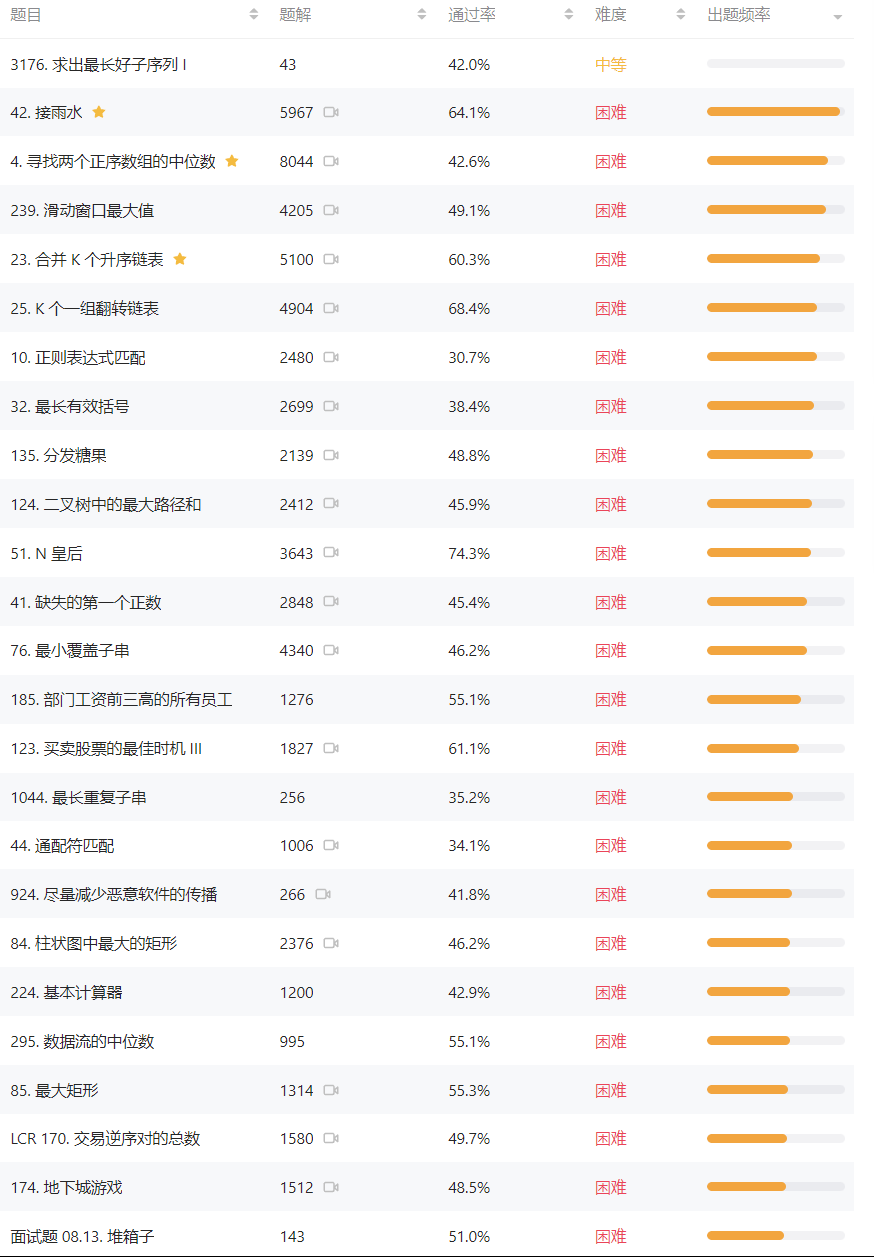 题目 题解 通过率 难度 出题频率
3176. 求出最长好子序列 I 43 42.0% 中等
42. 接雨水 5967 64.1% 困难
4. 寻找两个正序数组的中位数 8044 42.6% 困难
239. 滑动窗口最大值 4205 49.1% 困难
23. 合并 K 个升序链表 5100 60.3% 困难
25. K 个一组翻转链表 4904 68.4% 困难
10. 正则表达式匹配 2480 30.7% 困难
32. 最长有效括号 2699 38.4% 困难
135. 分发糖果 2139 48.8% 困难
124. 二叉树中的最大路径和 2412 45.9% 困难
51. N 皇后 3643 74.3% 困难
41. 缺失的第一个正数 2848 45.4% 困难
76. 最小覆盖子串 4340 46.2% 困难
185. 部门工资前三高的所有员工 1276 55.1% 困难
123. 买卖股票的最佳时机 III 1827 61.1% 困难
1044. 最长重复子串 256 35.2% 困难
44. 通配符匹配 1006 34.1% 困难
924. 尽量减少恶意软件的传播 266 41.8% 困难
84. 柱状图中最大的矩形 2376 46.2% 困难
224. 基本计算器 1200 42.9% 困难
295. 数据流的中位数 995 55.1% 困难
85. 最大矩形 1314 55.3% 困难
LCR 170. 交易逆序对的总数 1580 49.7% 困难
174. 地下城游戏 1512 48.5% 困难
面试题 08.13. 堆箱子 143 51.0% 困难